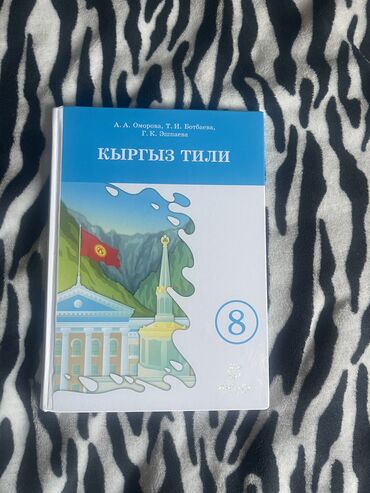 А. А. Оморова, Т. И. Ботбаева,
Г. К. Эшпаева
КЫРГЫЗ ТИЛИ
8